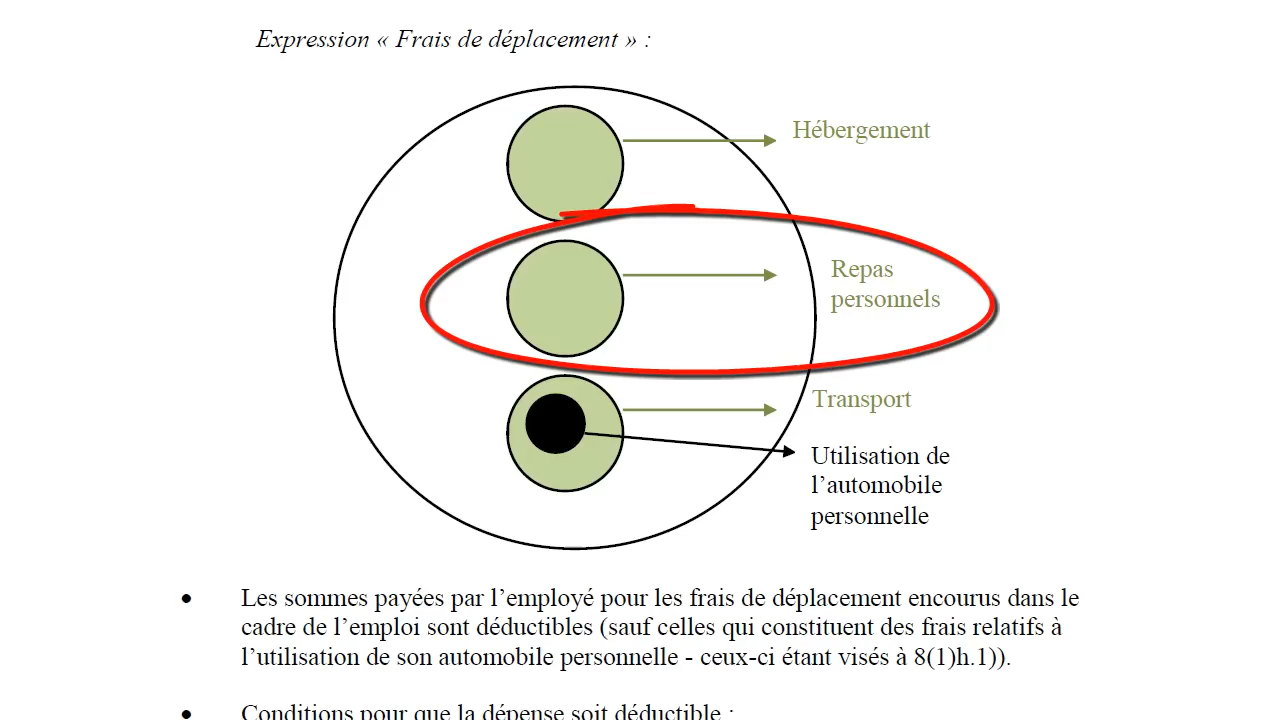 Expression « Frais de déplacement » :
Hébergement
Repas
personnels
Transport
Utilisation de
l’automobile
personnelle
• Les sommes payées par l’employé pour les frais de déplacement encourus dans le
cadre de l’emploi sont déductibles (sauf celles qui constituent des frais relatifs à
l’utilisation de son automobile personnelle - ceux-ci étant visés à 8(1)h.1)).
• Conditions pour que la dépense soit déductible :